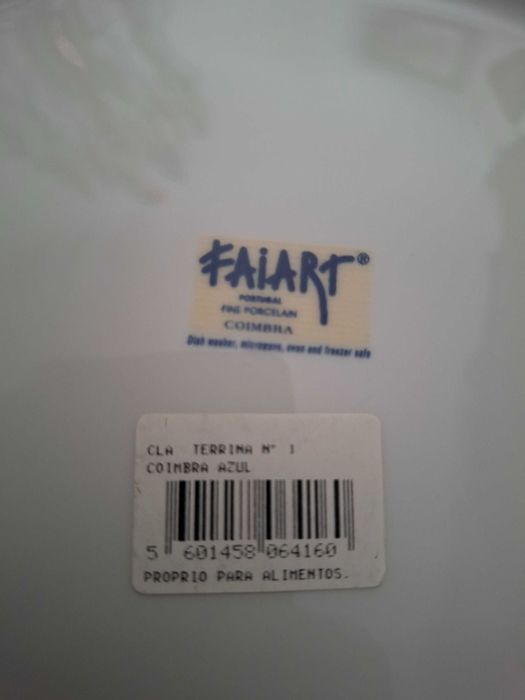 FAiART®
PORTUGAL
FINE PORCELAIN
COIMBRA
Dish washer, microwave, oven and freezer safe
CLA TERRINA Nº 1
COIMBRA AZUL
5 601458 064160
PROPRIO PARA ALIMENTOS.